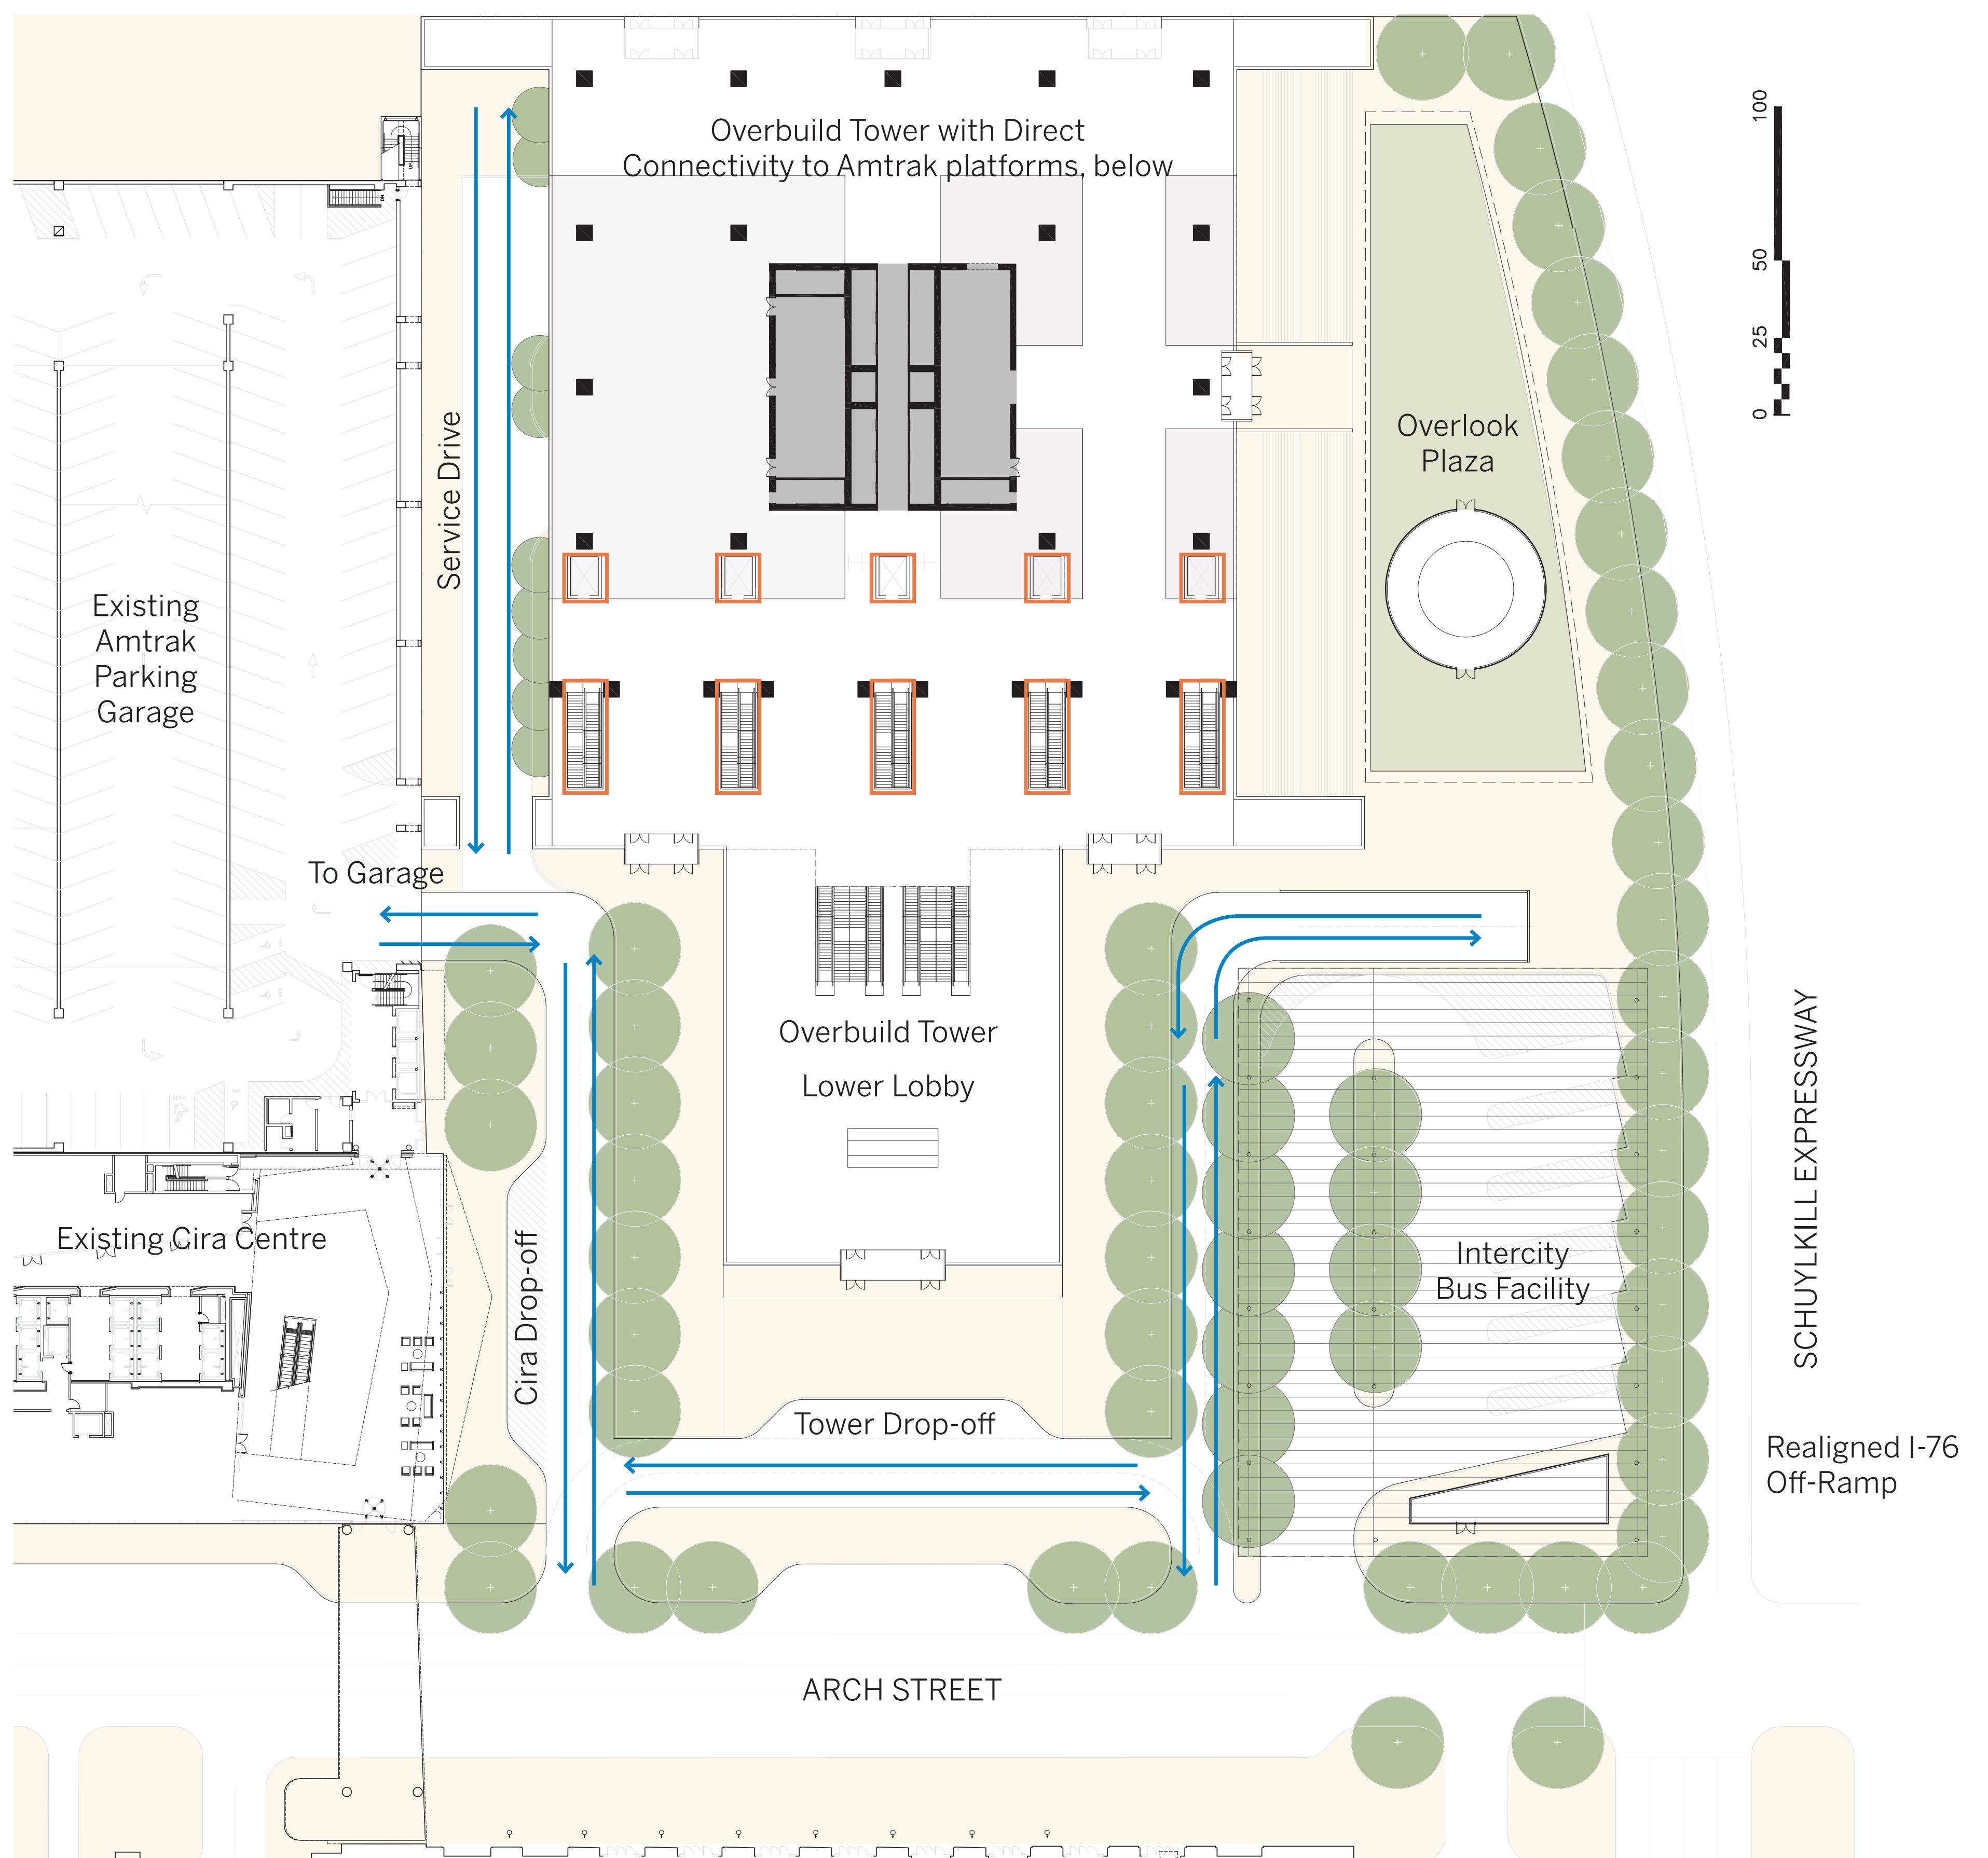 Overbuild Tower with Direct
Connectivity to Amtrak platforms, below
100
50
25
0
Service Drive
Overlook
Plaza
Existing
Amtrak
Parking
Garage
To Garage
Overbuild Tower
Lower Lobby
SCHUYLKILL EXPRESSWAY
Existing Cira Centre
Cira Drop-off
Intercity
Bus Facility
Tower Drop-off
Realigned I-76
Off-Ramp
ARCH STREET